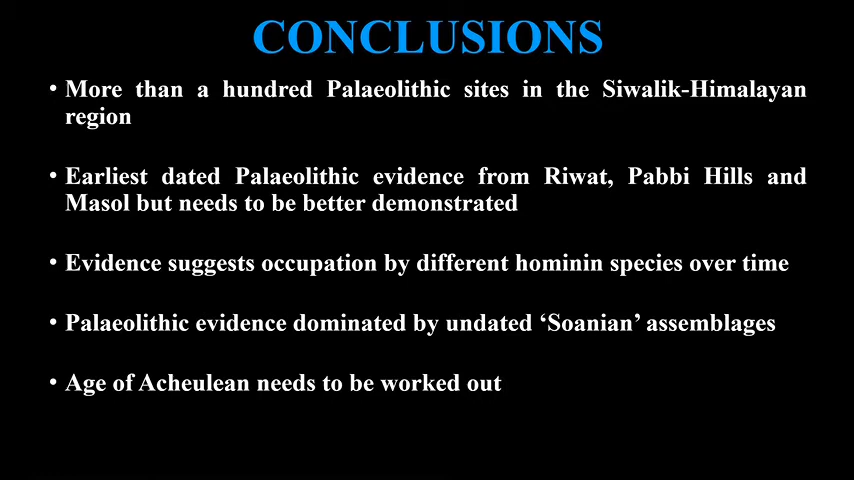 CONCLUSIONS
• More than a hundred Palaeolithic sites in the Siwalik-Himalayan
region
• Earliest dated Palaeolithic evidence from Riwat, Pabbi Hills and
Masol but needs to be better demonstrated
• Evidence suggests occupation by different hominin species over time
• Palaeolithic evidence dominated by undated ‘Soanian’ assemblages
• Age of Acheulean needs to be worked out